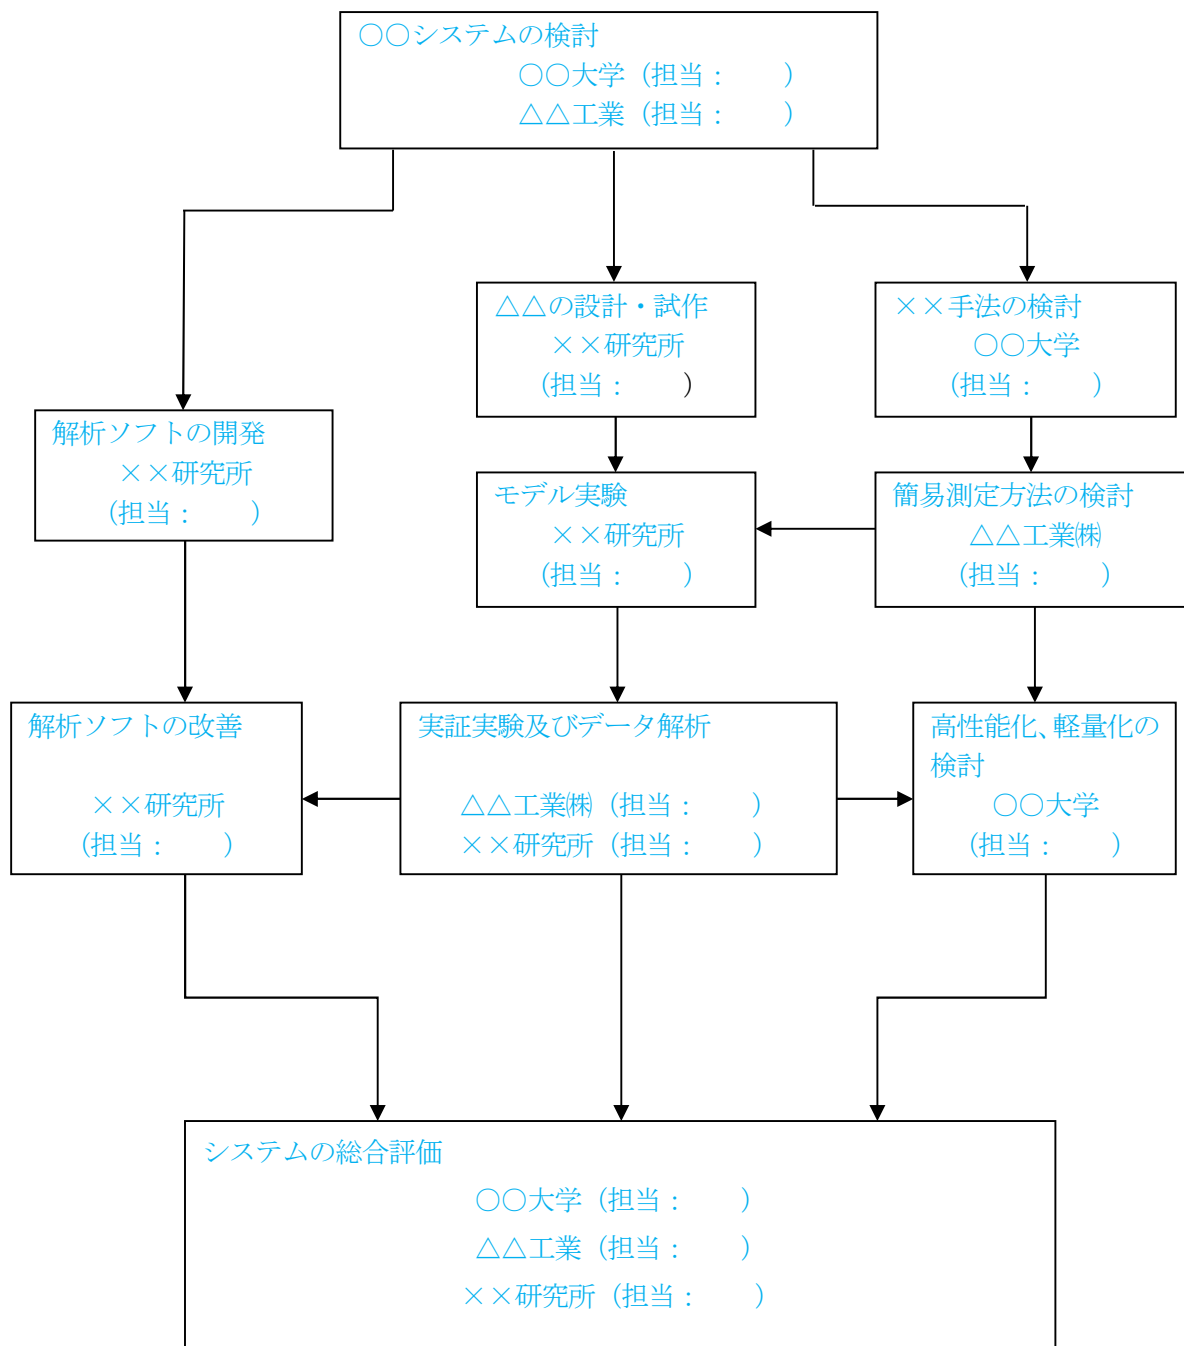 ○○システムの検討
○○大学（担当：　　）
△△工業（担当：　　）
△△の設計・試作
××研究所
（担当：　　）
××手法の検討
○○大学
（担当：　　）
解析ソフトの開発
××研究所
（担当：　　）
モデル実験
××研究所
（担当：　　）
簡易測定方法の検討
△△工業㈱
（担当：　　）
解析ソフトの改善
××研究所
（担当：　　）
実証実験及びデータ解析
△△工業㈱（担当：　　）
××研究所（担当：　　）
高性能化、軽量化の
検討
○○大学
（担当：　　）
システムの総合評価
○○大学（担当：　　）
△△工業（担当：　　）
××研究所（担当：　　）